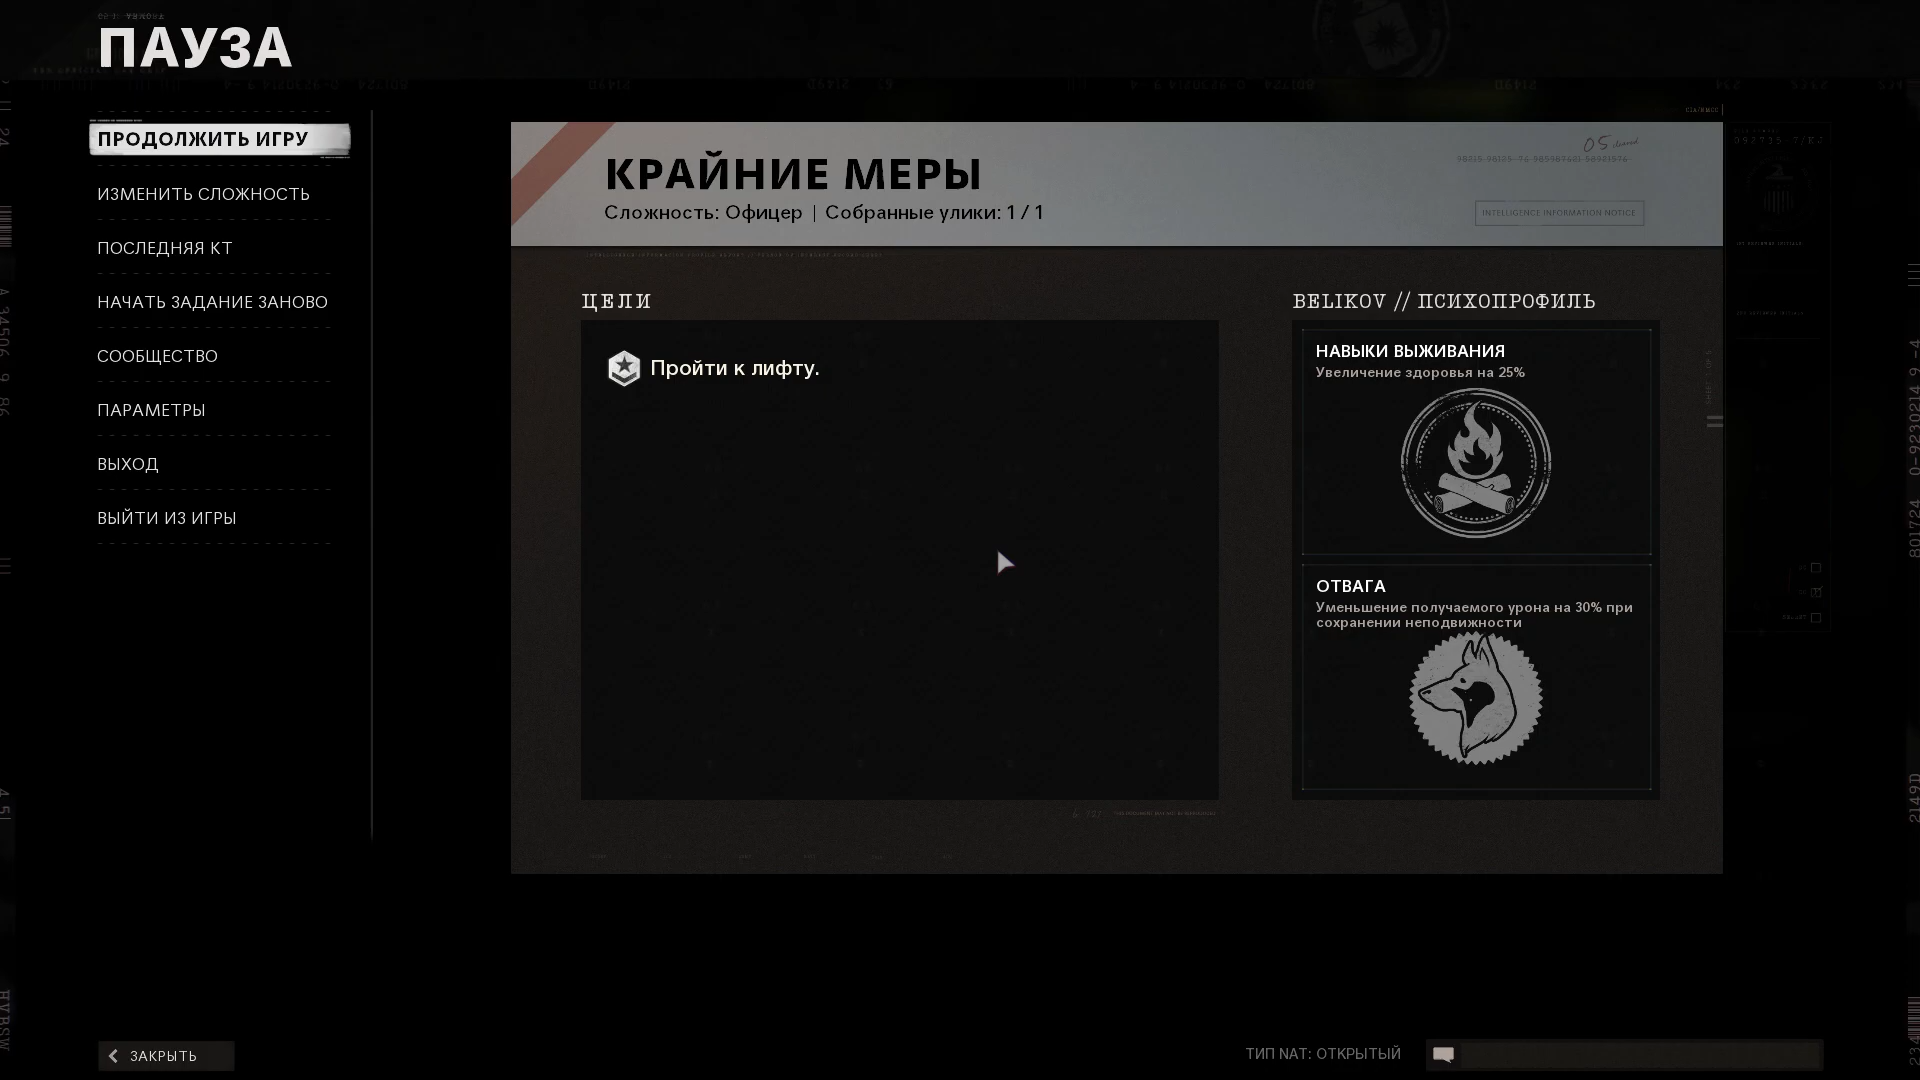 ПАУЗА
ПРОДОЛЖИТЬ ИГРУ
ИЗМЕНИТЬ СЛОЖНОСТЬ
ПОСЛЕДНЯЯ КТ
НАЧАТЬ ЗАДАНИЕ ЗАНОВО
СООБЩЕСТВО
ПАРАМЕТРЫ
ВЫХОД
ВЫЙТИ ИЗ ИГРЫ
КРАЙНИЕ МЕРЫ
Сложность: Офицер | Собранные улики: 1 / 1
INTELLIGENCE INFORMATION NOTICE
ЦЕЛИ
Пройти к лифту.
BELIKOV // ПСИХОПРОФИЛЬ
НАВЫКИ ВЫЖИВАНИЯ
Увеличение здоровья на 25%
ОТВАГА
Уменьшение получаемого урона на 30% при
сохранении неподвижности
ЗАКРЫТЬ
ТИП NAT: ОТКРЫТЫЙ